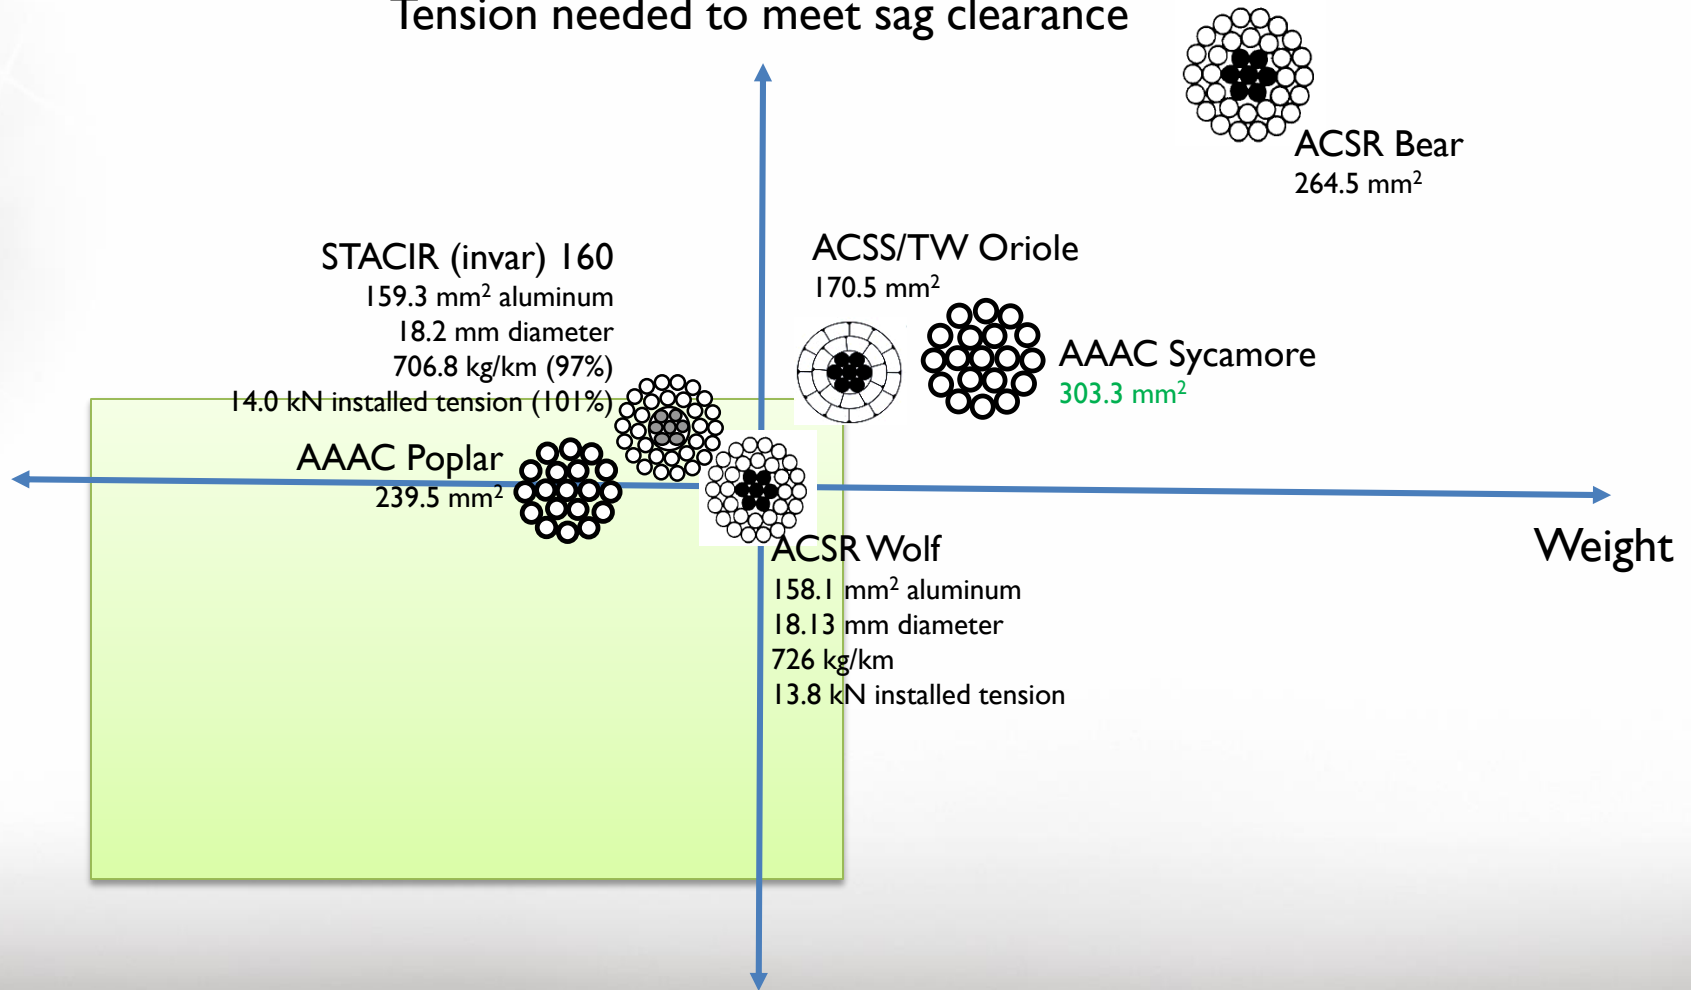 Tension needed to meet sag clearance
ACSR Bear
264.5 mm²
STACIR (invar) 160
159.3 mm² aluminum
18.2 mm diameter
706.8 kg/km (97%)
14.0 kN installed tension (101%)
ACSS/TW Oriole
170.5 mm²
AAAC Sycamore
303.3 mm²
AAAC Poplar
239.5 mm²
Weight
ACSR Wolf
158.1 mm² aluminum
18.13 mm diameter
726 kg/km
13.8 kN installed tension